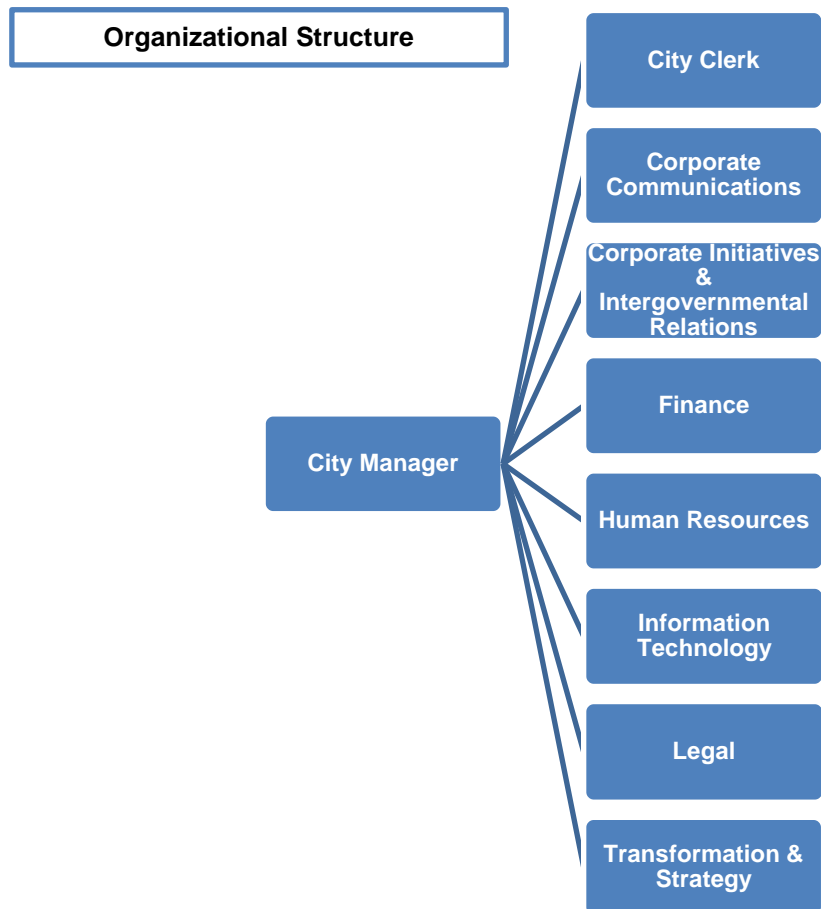 Organizational Structure
City Clerk
Corporate
Communications
Corporate Initiatives
&
Intergovernmental
Relations
Finance
City Manager
Human Resources
Information
Technology
Legal
Transformation &
Strategy